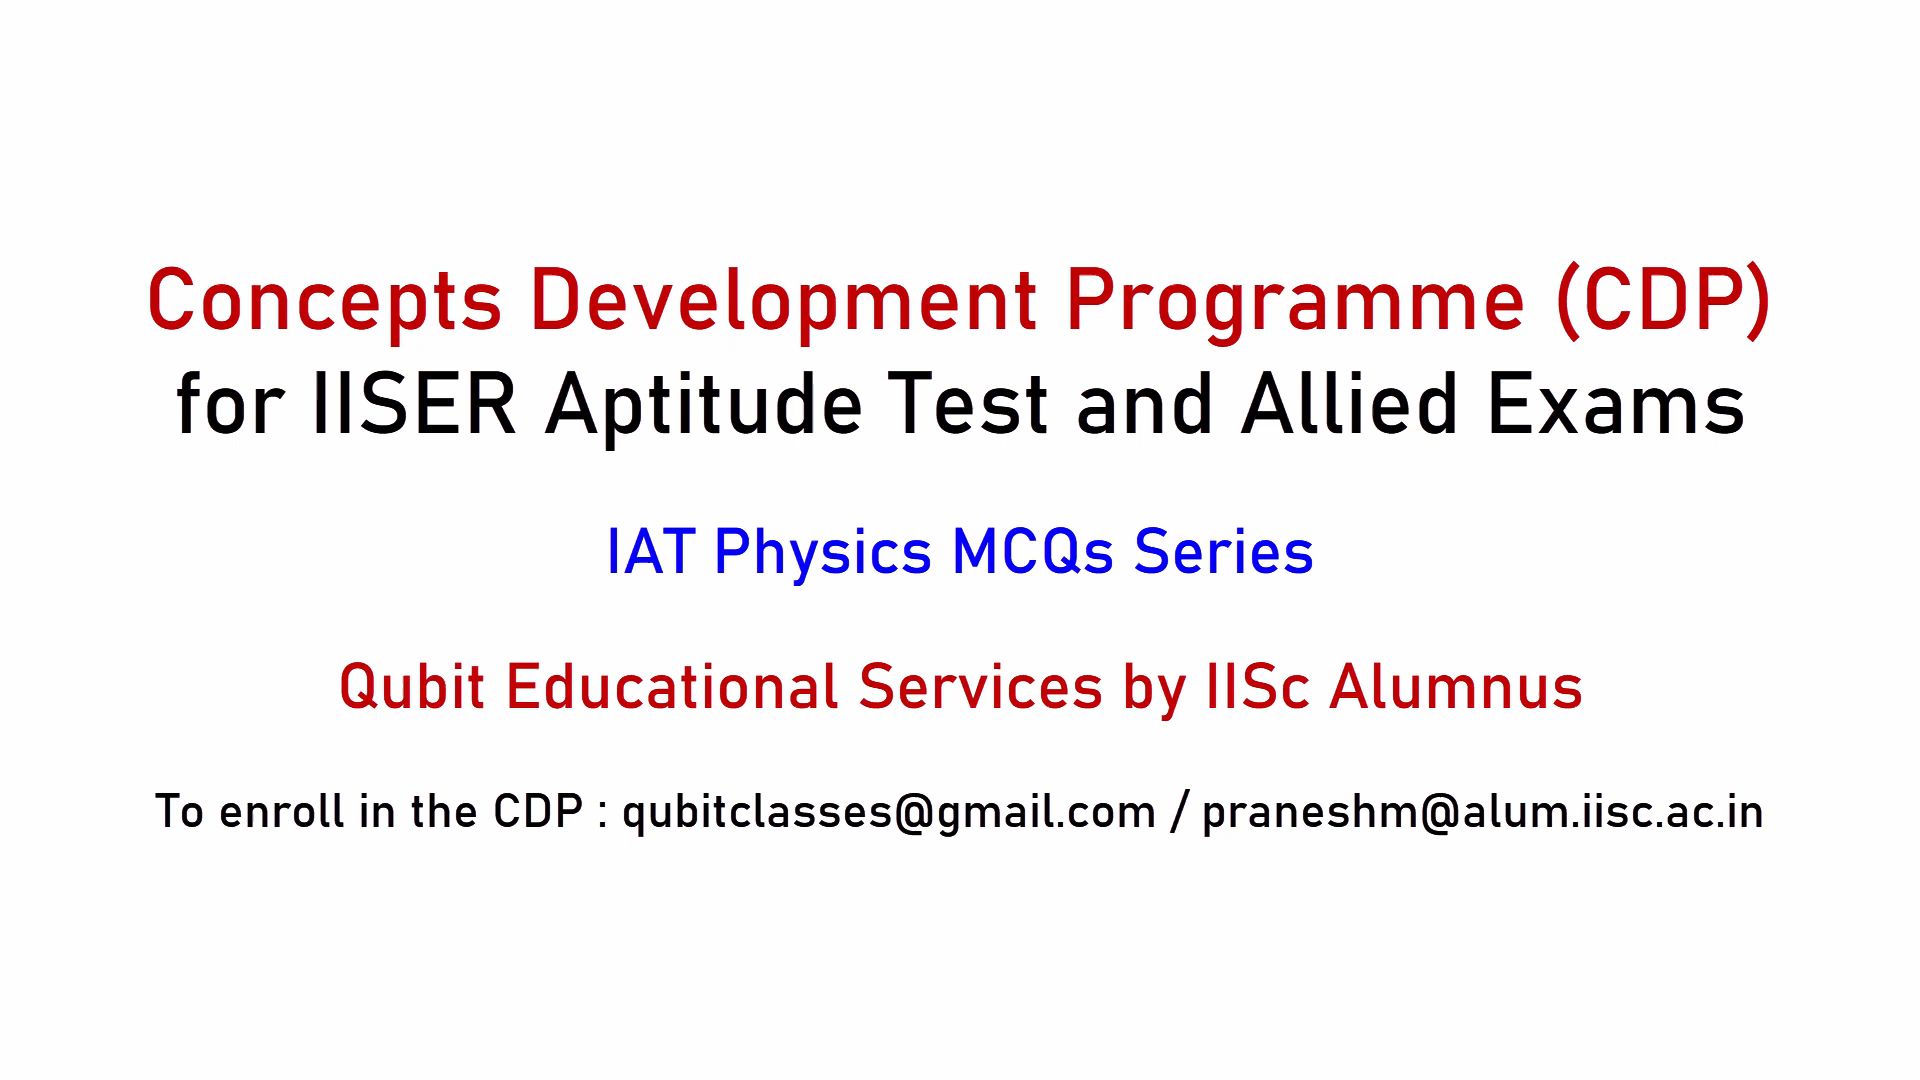 Concepts Development Programme (CDP)
for IISER Aptitude Test and Allied Exams
IAT Physics MCQs Series
Qubit Educational Services by IISc Alumnus
To enroll in the CDP : qubitclasses@gmail.com / praneshm@alum.iisc.ac.in